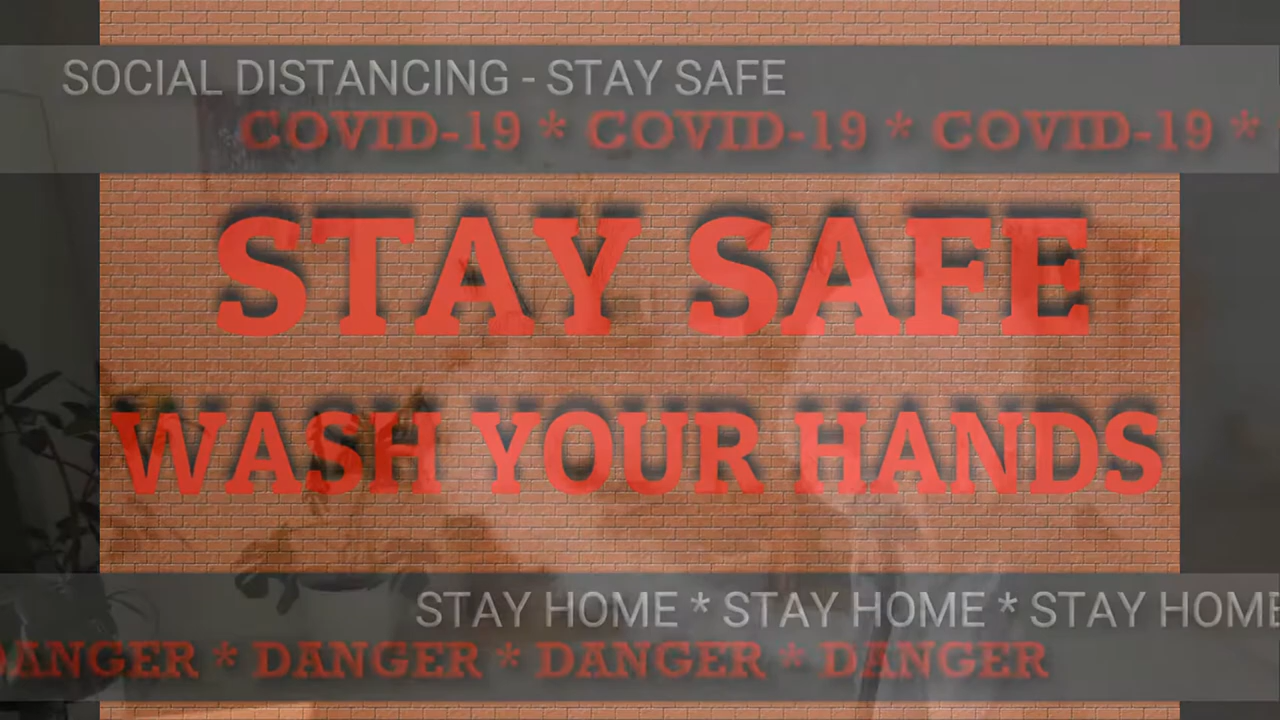 SOCIAL DISTANCING - STAY SAFE
COVID-19 * COVID-19 * COVID-19 *
STAY SAFE
WASH YOUR HANDS
STAY HOME * STAY HOME * STAY HOME
DANGER * DANGER * DANGER * DANGER